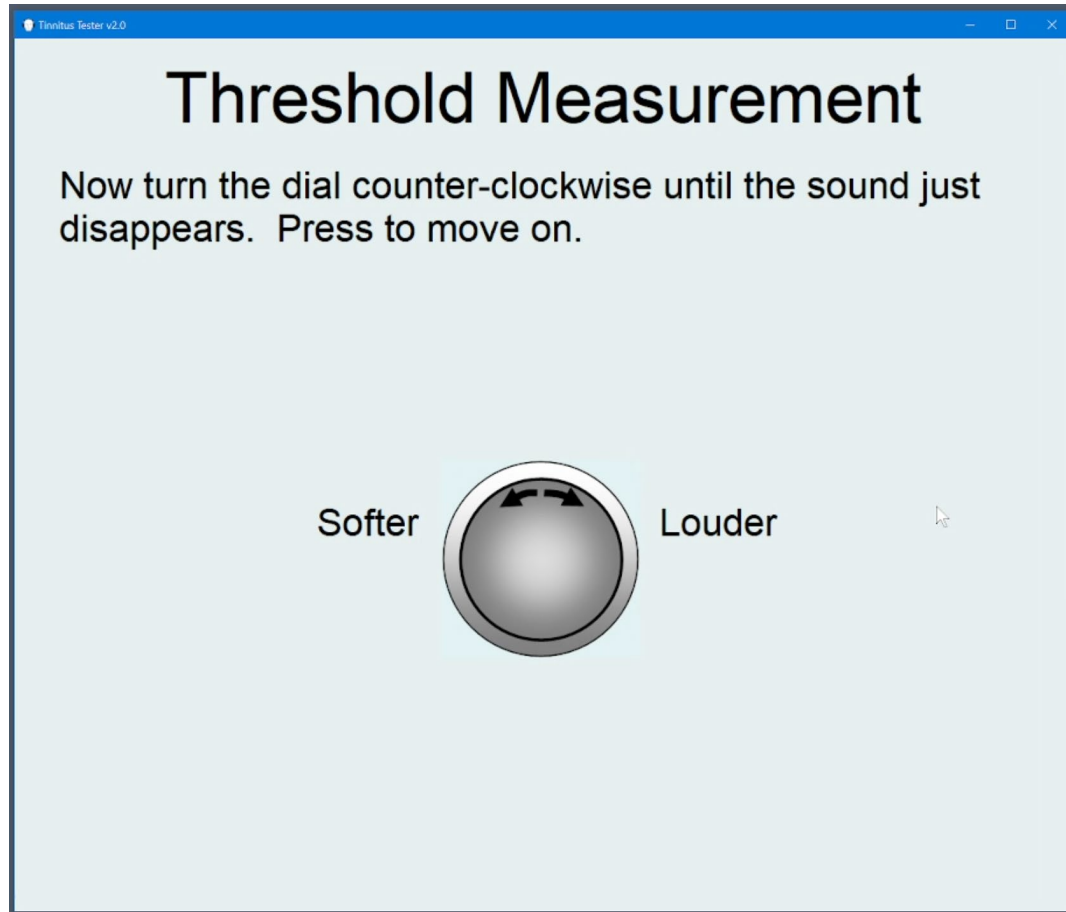 Tinnitus Tester v2.0
Threshold Measurement
Now turn the dial counter-clockwise until the sound just
disappears.  Press to move on.
Softer
Louder